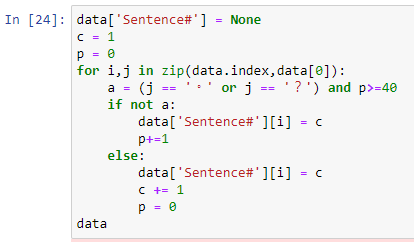 In [24]: data['Sentence#'] = None
c = 1
p = 0
for i,j in zip(data.index,data[0]):
    a = (j == '。' or j == '？') and p>=40
    if not a:
        data['Sentence#'][i] = c
        p+=1
    else:
        data['Sentence#'][i] = c
        c += 1
        p = 0
data